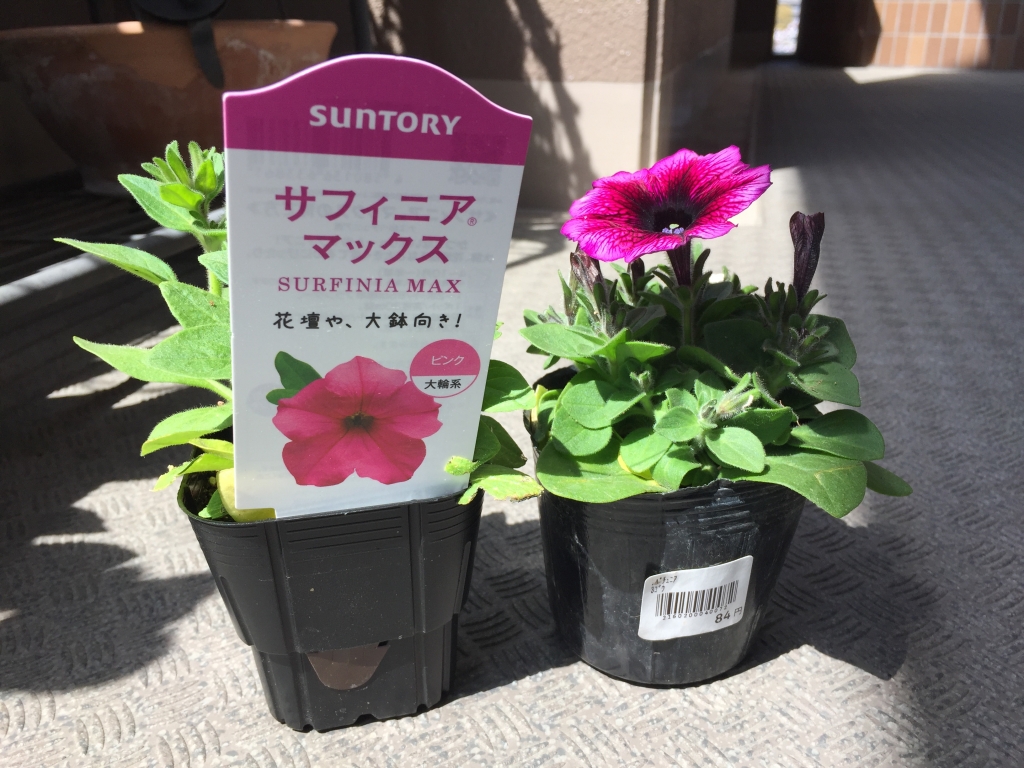 SUNTORY
サフィニア®
マックス
SURFINIA MAX
花壇や、大鉢向き!
ピンク
大輪系
84円